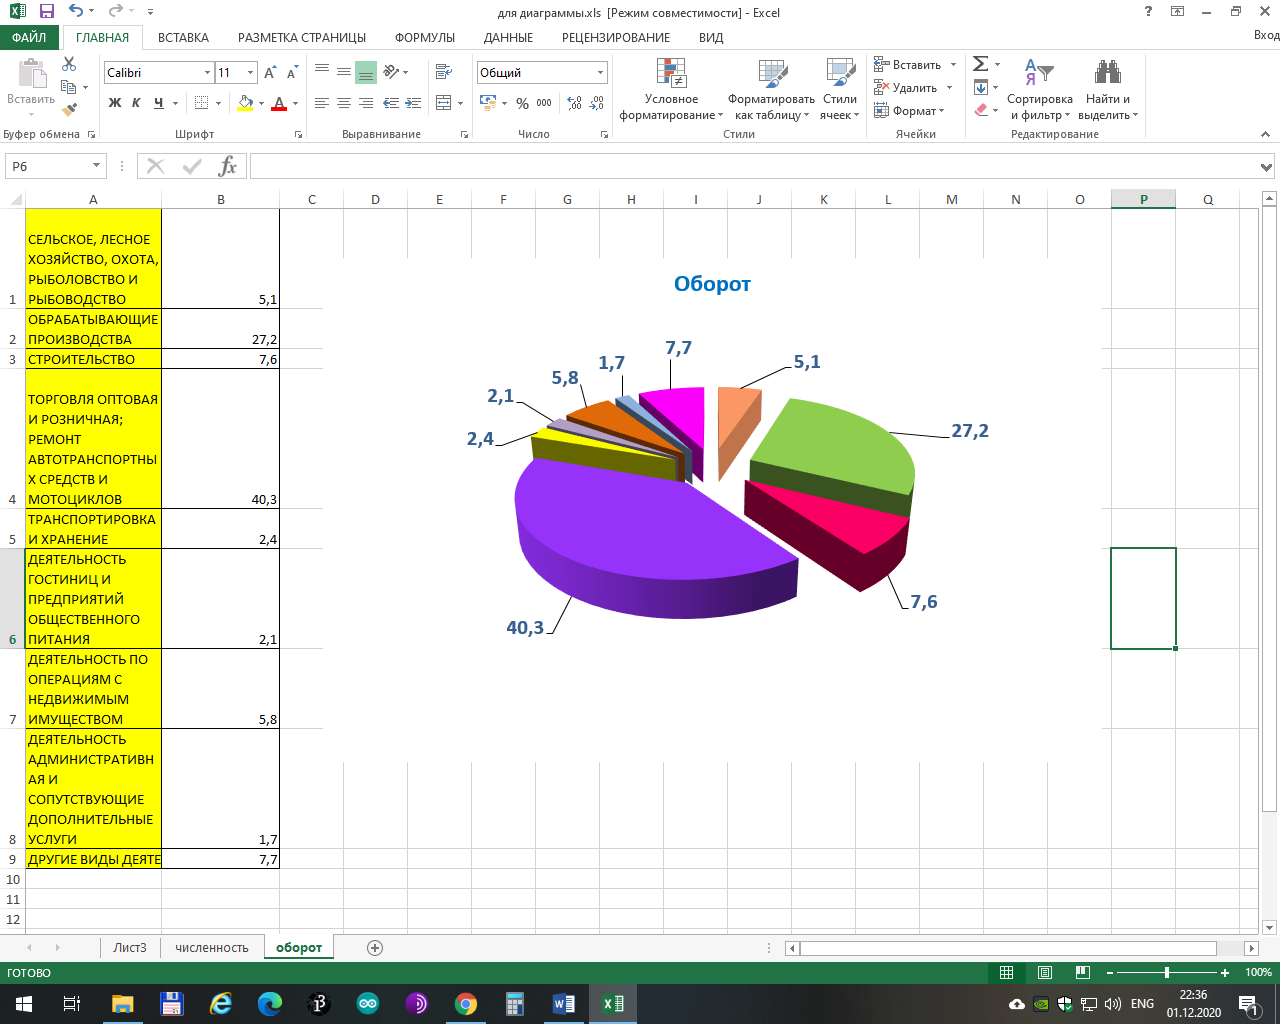 для диаграммы.xls [Режим совместимости] - Excel
?
ФАЙЛ ГЛАВНАЯ ВСТАВКА РАЗМЕТКА СТРАНИЦЫ ФОРМУЛЫ ДАННЫЕ РЕЦЕНЗИРОВАНИЕ ВИД Вход
Вставить
Буфер обмена
Calibri 11
Ж К Ч А
Шрифт
Выравнивание
Общий
% 000
Число
Условное
форматирование
Форматировать
как таблицу
Стили
ячеек
Стили
Вставить
Удалить
Формат
Ячейки
Сортировка
и фильтр
Найти и
выделить
Редактирование
P6
fx
A B C D E F G H I J K L M N O P Q
СЕЛЬСКОЕ, ЛЕСНОЕ
ХОЗЯЙСТВО, ОХОТА,
РЫБОЛОВСТВО И
1 РЫБОВОДСТВО 5,1
ОБРАБАТЫВАЮЩИЕ
2 ПРОИЗВОДСТВА 27,2
3 СТРОИТЕЛЬСТВО 7,6
ТОРГОВЛЯ ОПТОВАЯ
И РОЗНИЧНАЯ;
РЕМОНТ
АВТОТРАНСПОРТНЫ
Х СРЕДСТВ И
4 МОТОЦИКЛОВ 40,3
ТРАНСПОРТИРОВКА
5 И ХРАНЕНИЕ 2,4
ДЕЯТЕЛЬНОСТЬ
ГОСТИНИЦ И
ПРЕДПРИЯТИЙ
ОБЩЕСТВЕННОГО
6 ПИТАНИЯ 2,1
ДЕЯТЕЛЬНОСТЬ ПО
ОПЕРАЦИЯМ С
НЕДВИЖИМЫМ
7 ИМУЩЕСТВОМ 5,8
ДЕЯТЕЛЬНОСТЬ
АДМИНИСТРАТИВН
АЯ И
СОПУТСТВУЮЩИЕ
ДОПОЛНИТЕЛЬНЫЕ
8 УСЛУГИ 1,7
9 ДРУГИЕ ВИДЫ ДЕЯТЕ 7,7
10
11
12
Оборот
7,7
1,7
5,1
5,8
2,1
27,2
2,4
7,6
40,3
Лист3 численность оборот
ГОТОВО 100%
ENG
22:36
01.12.2020
1